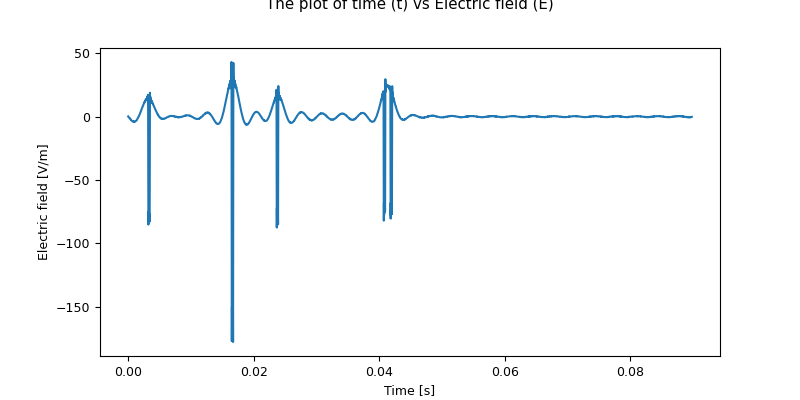 The plot of time (t) vs Electric field (E)
50
0
−50
−100
−150
Electric field [V/m]
0.00 0.02 0.04 0.06 0.08
Time [s]